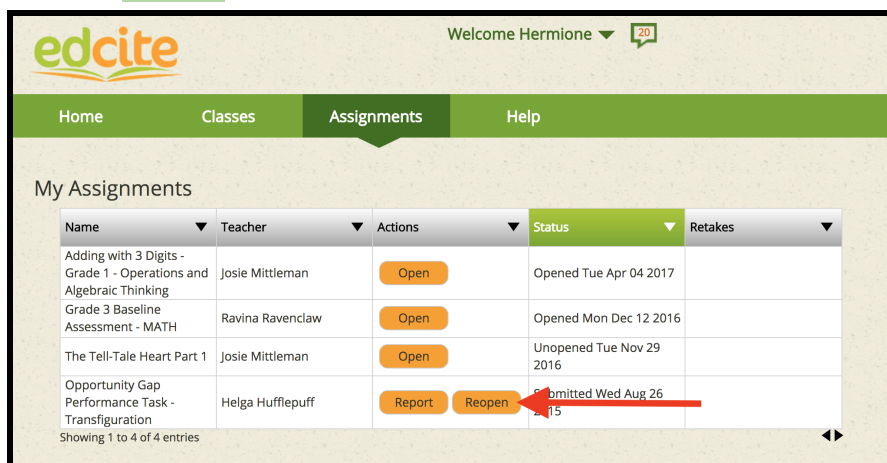 edcite
Welcome Hermione
20
Home Classes Assignments Help
My Assignments
Name Teacher Actions Status Retakes
Adding with 3 Digits -
Grade 1 - Operations and
Algebraic Thinking
Josie Mittleman
Open
Opened Tue Apr 04 2017
Grade 3 Baseline
Assessment - MATH
Ravina Ravenclaw
Open
Opened Mon Dec 12 2016
The Tell-Tale Heart Part 1
Josie Mittleman
Open
Unopened Tue Nov 29
2016
Opportunity Gap
Performance Task -
Transfiguration
Helga Hufflepuff
Report Reopen
Wed Aug 26
Showing 1 to 4 of 4 entries